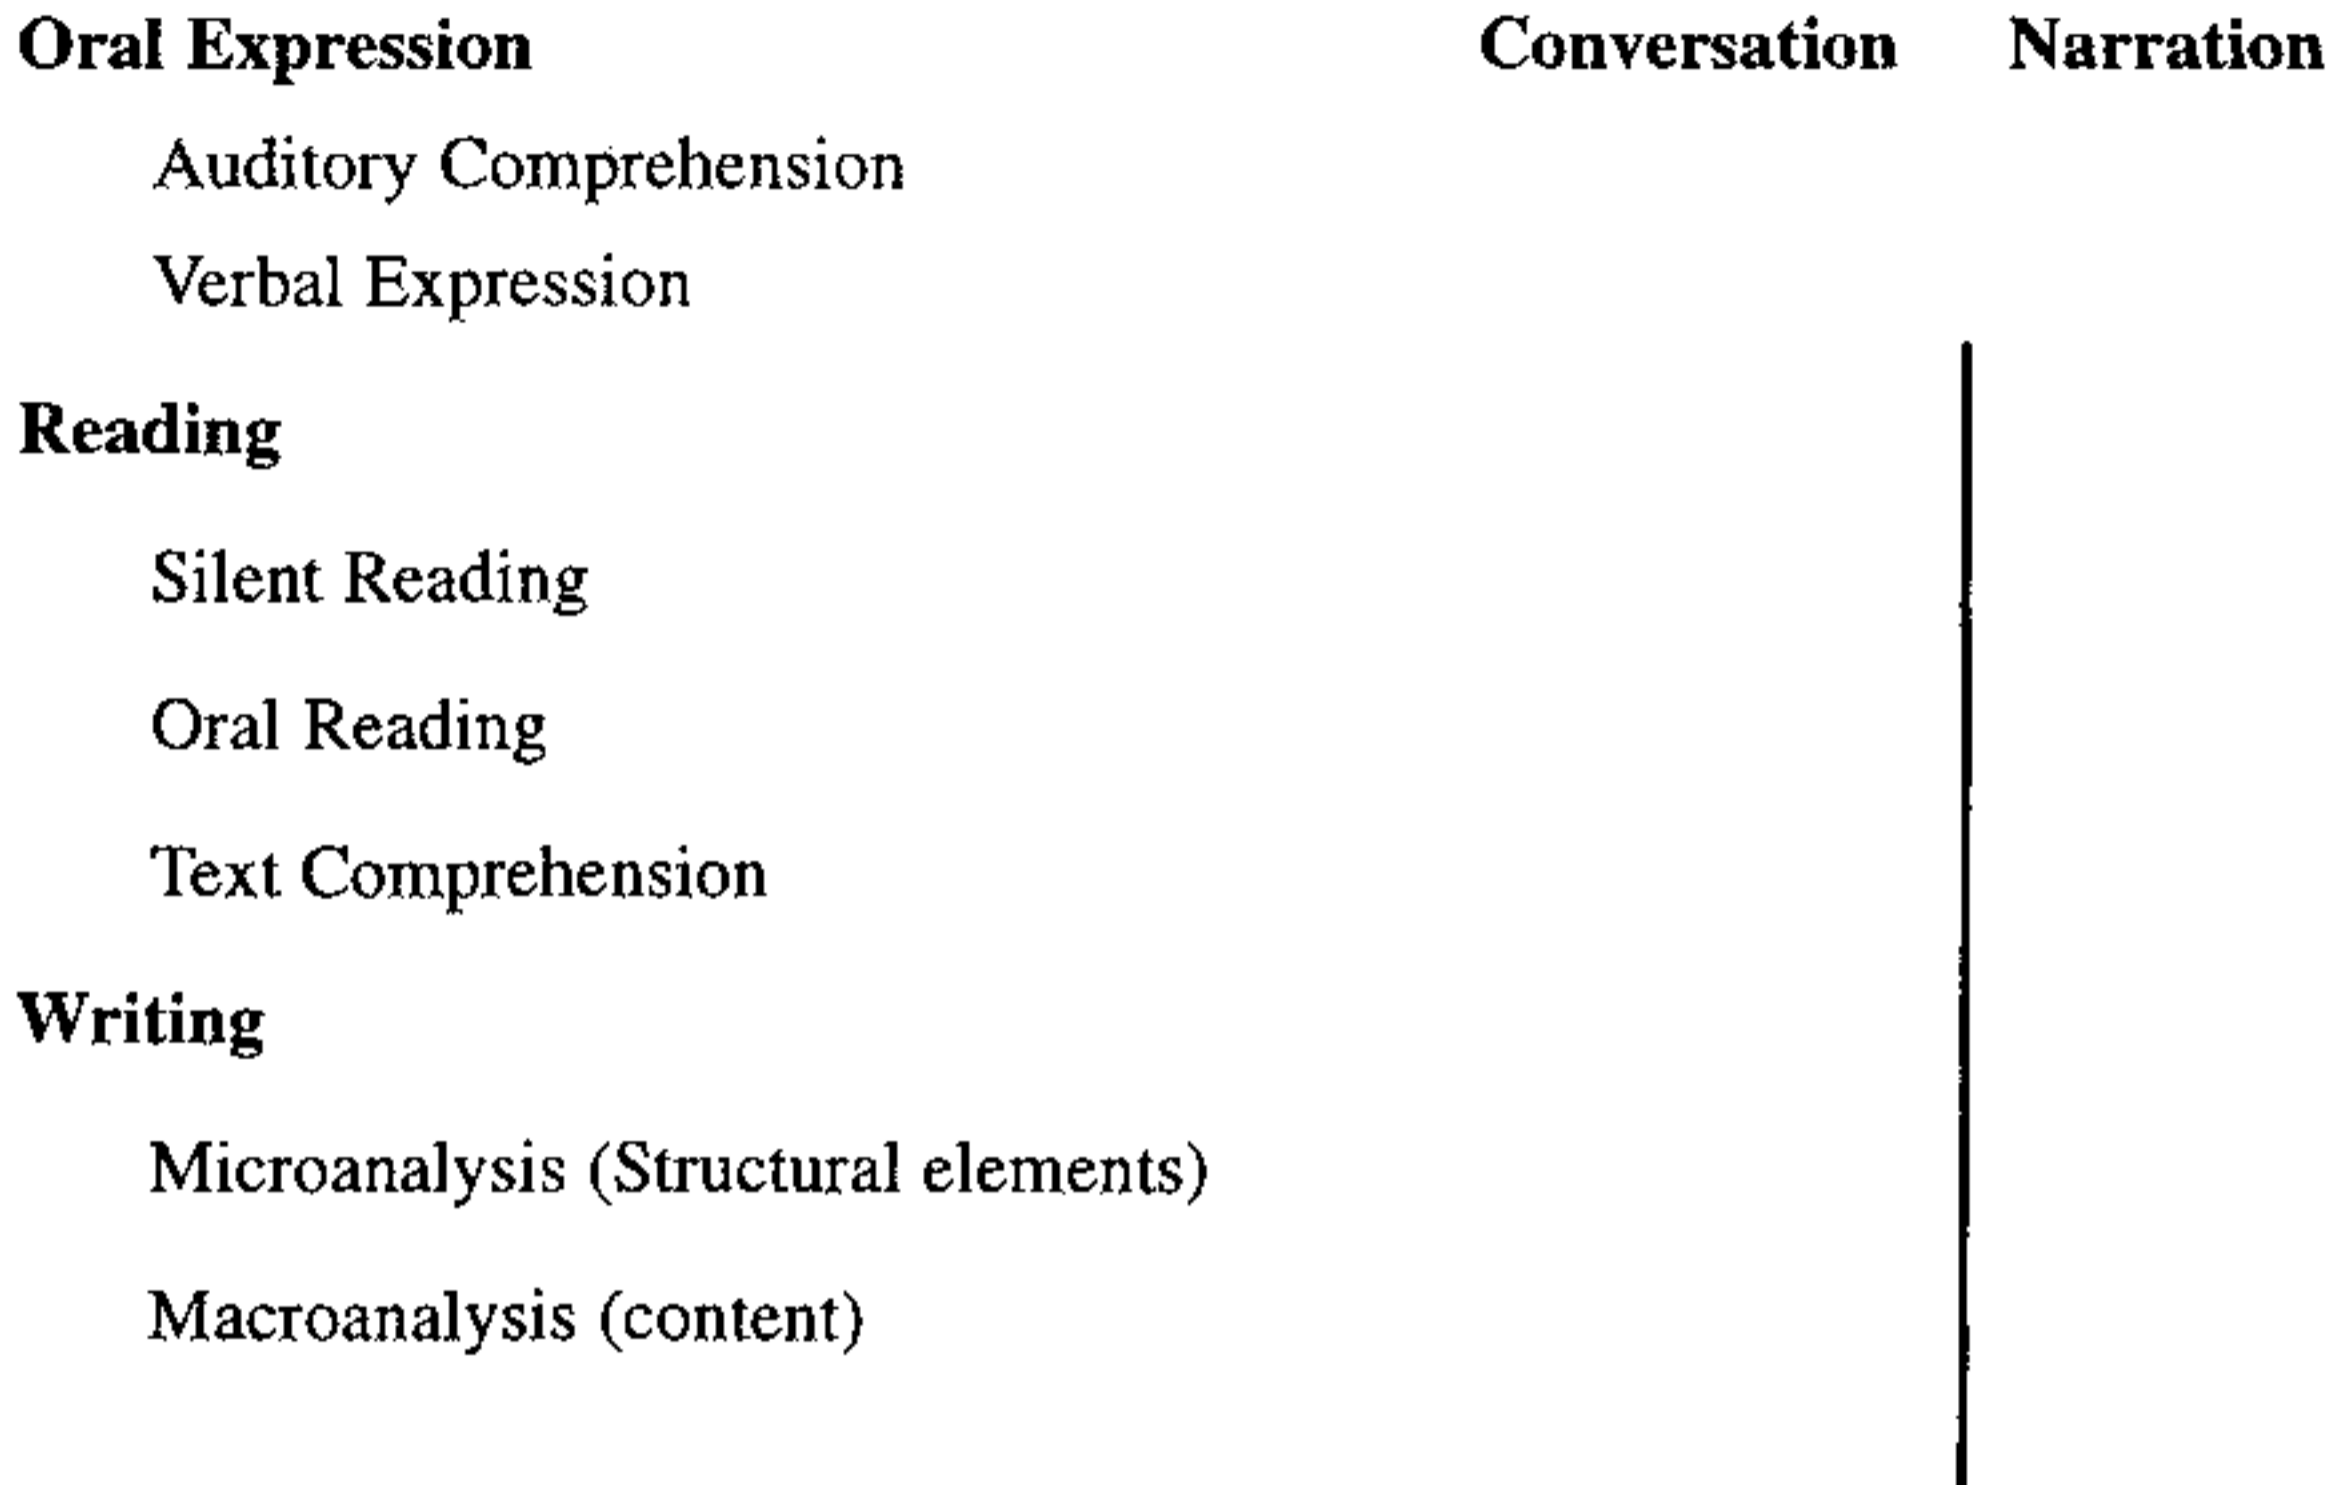 Oral Expression Conversation Narration
Auditory Comprehension
Verbal Expression
Reading
Silent Reading
Oral Reading
Text Comprehension
Writing
Microanalysis (Structural elements)
Macroanalysis (content)